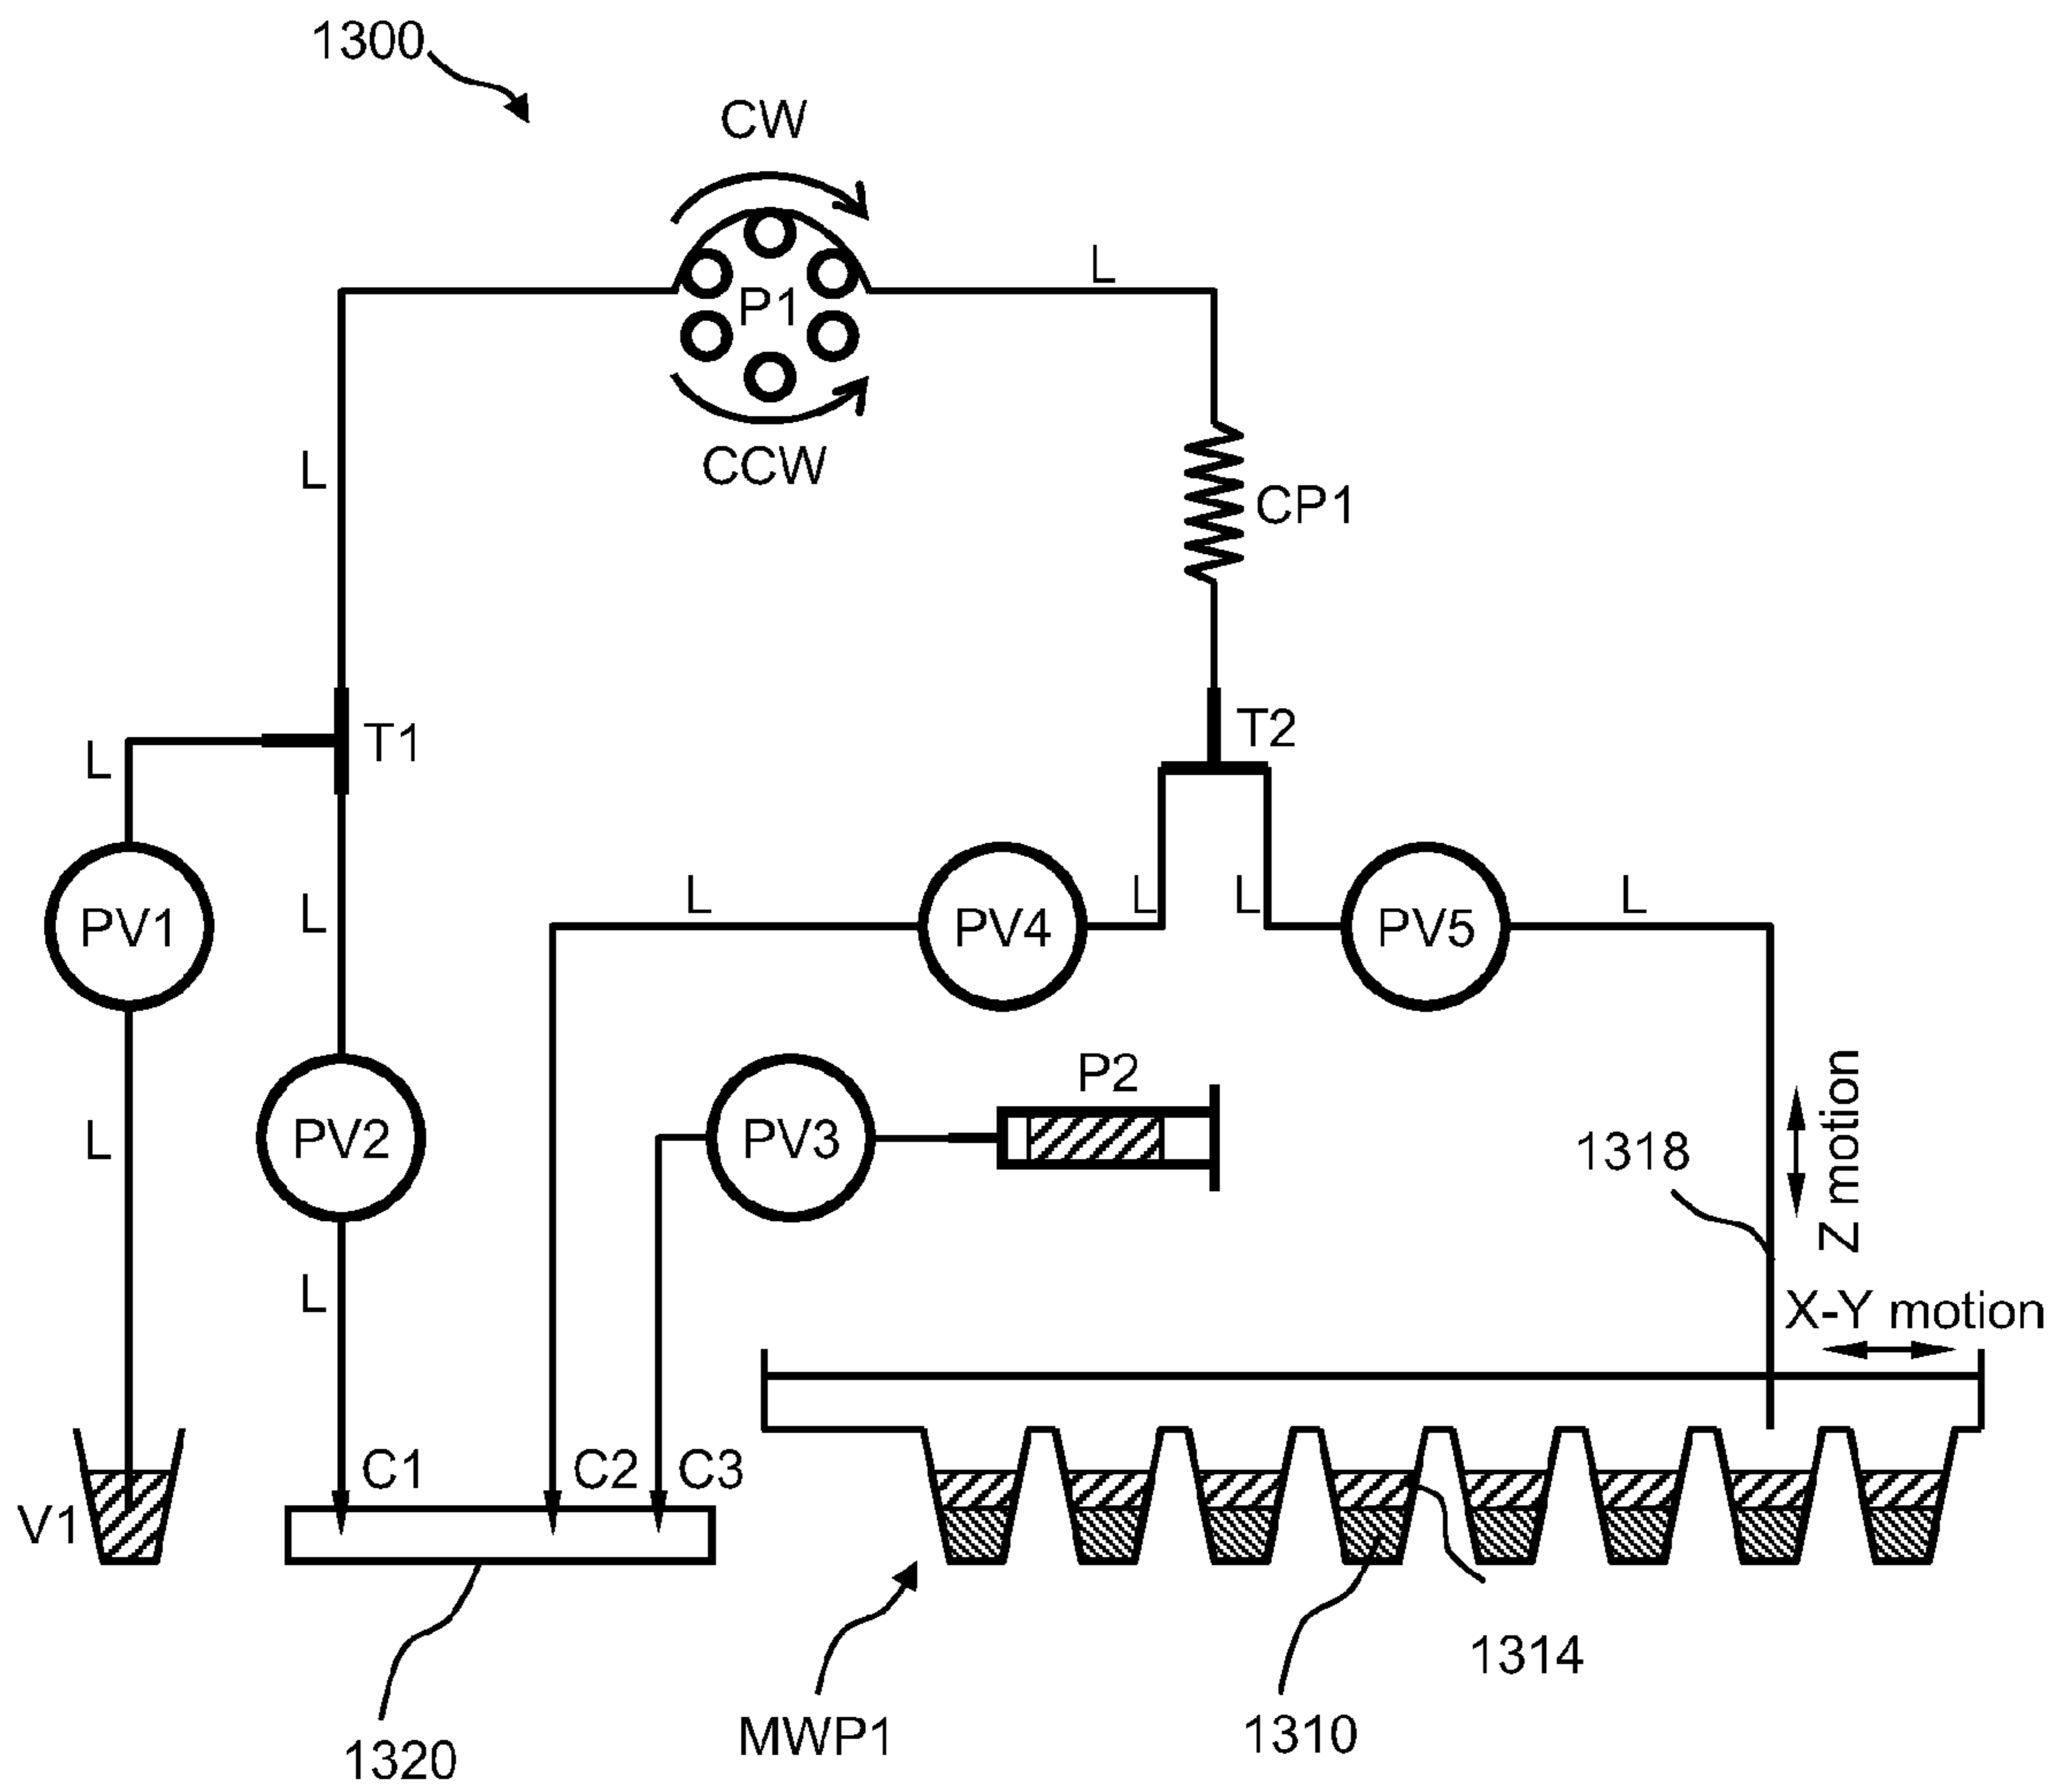 1300
CW
L
P1
CCW
L
CP1
T1
T2
L
PV1
L
L
PV4
L
L
PV5
L
P2
L
PV2
PV3
1318
Z motion
L
X-Y motion
C1
C2
C3
V1
1314
1310
MWP1
1320